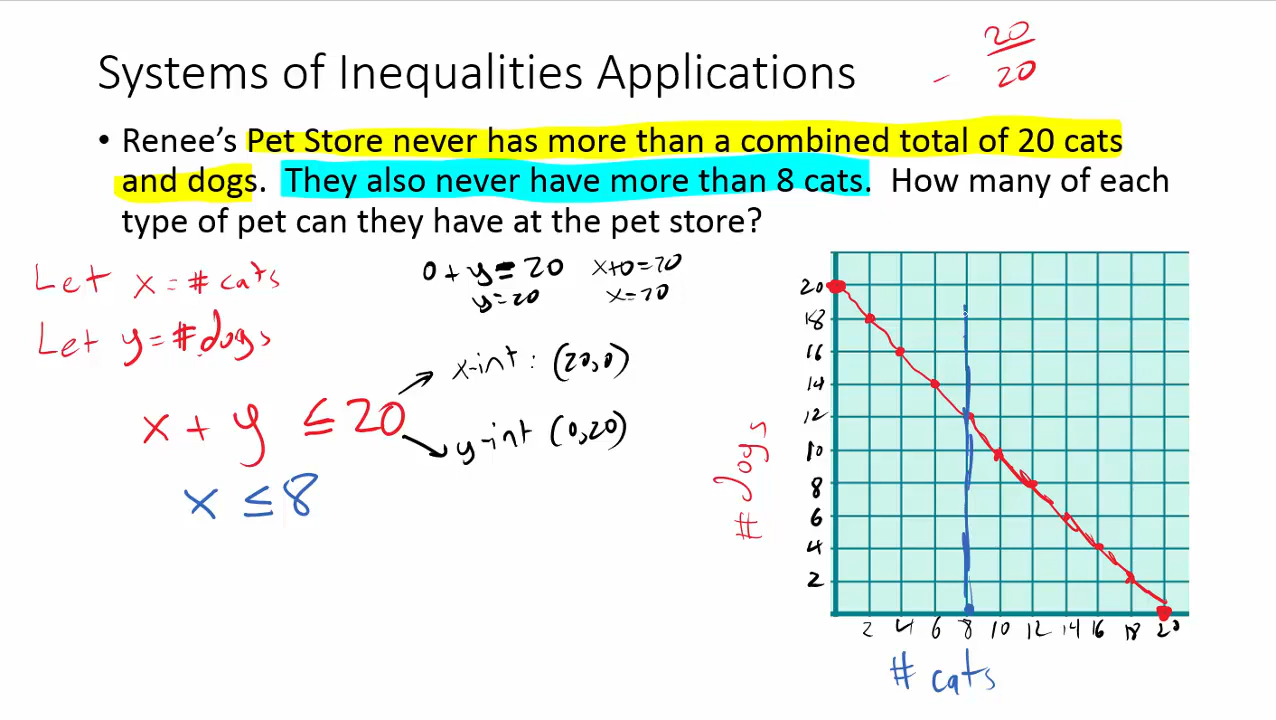 20
- 20
Systems of Inequalities Applications
• Renee's Pet Store never has more than a combined total of 20 cats
and dogs. They also never have more than 8 cats. How many of each
type of pet can they have at the pet store?
Let x = # cats
Let y = # dogs
0 + y = 20
y = 20
x+0=20
x=20
x + y ≤ 20
x-int : (20,0)
y-int (0,20)
x ≤ 8
# Dogs
20
18
16
14
12
10
8
6
4
2
2 4 6 8 10 12 14 16 18 20
# cats